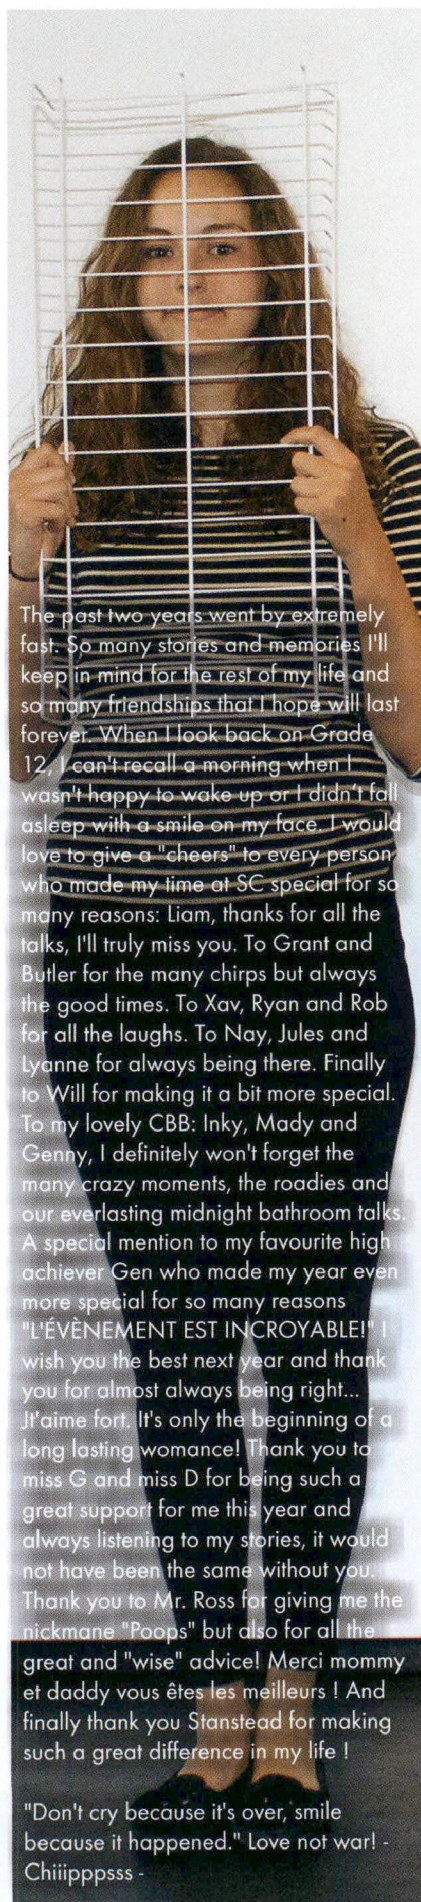 The past two years went by extremely
fast. So many stories and memories I'll
keep in mind for the rest of my life and
so many friendships that I hope will last
forever. When I look back on Grade
12, I can't recall a morning when I
wasn't happy to wake up or I didn't fall
asleep with a smile on my face. I would
love to give a "cheers" to every person
who made my time at SC special for so
many reasons: Liam, thanks for all the
talks, I'll truly miss you. To Grant and
Butler for the many chirps but always
the good times. To Xav, Ryan and Rob
for all the laughs. To Nay, Jules and
Lyanne for always being there. Finally
to Will for making it a bit more special.
To my lovely CBB: Inky, Mady and
Genny, I definitely won't forget the
many crazy moments, the roadies and
our everlasting midnight bathroom talks.
A special mention to my favourite high
achiever Gen who made my year even
more special for so many reasons
"L'ÉVÈNEMENT EST INCROYABLE!" I
wish you the best next year and thank
you for almost always being right...
Jt'aime fort. It's only the beginning of a
long lasting womance! Thank you to
miss G and miss D for being such a
great support for me this year and
always listening to my stories, it would
not have been the same without you.
Thank you to Mr. Ross for giving me the
nickmane "Poops" but also for all the
great and "wise" advice! Merci mommy
et daddy vous êtes les meilleurs ! And
finally thank you Stanstead for making
such a great difference in my life !
"Don't cry because it's over, smile
because it happened." Love not war! -
Chiiipppsss -